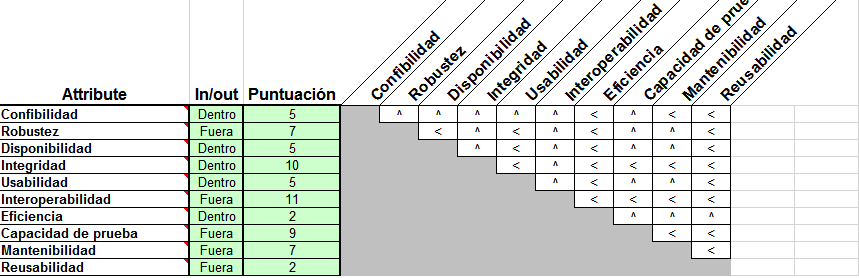 Attribute In/out Puntuación Confibilidad Robustez Disponibilidad Integridad Usabilidad Interoperabilidad Eficiencia Capacidad de prue Mantenibilidad Reusabilidad
Confibilidad Dentro 5 ^ ^ ^ ^ ^ < ^ < <
Robustez Fuera 7 < ^ < ^ < ^ ^ <
Disponibilidad Dentro 5 ^ < ^ < ^ ^ <
Integridad Dentro 10 < ^ < < < <
Usabilidad Dentro 5 ^ < ^ ^ <
Interoperabilidad Fuera 11 < < < <
Eficiencia Dentro 2 ^ ^ ^
Capacidad de prueba Fuera 9 < <
Mantenibilidad Fuera 7 <
Reusabilidad Fuera 2